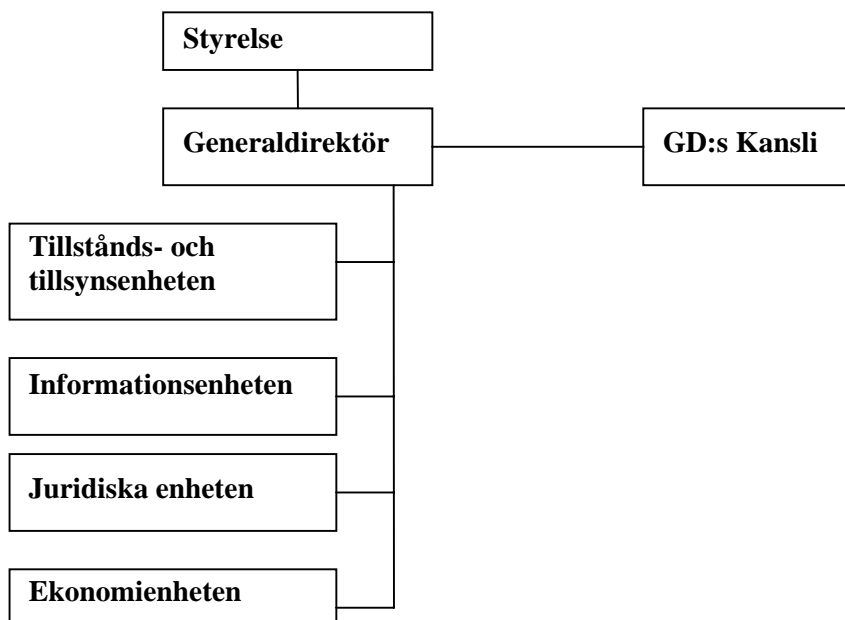 Styrelse
Generaldirektör
GD:s Kansli
Tillstånds- och
tillsynsenheten
Informationsenheten
Juridiska enheten
Ekonomienheten